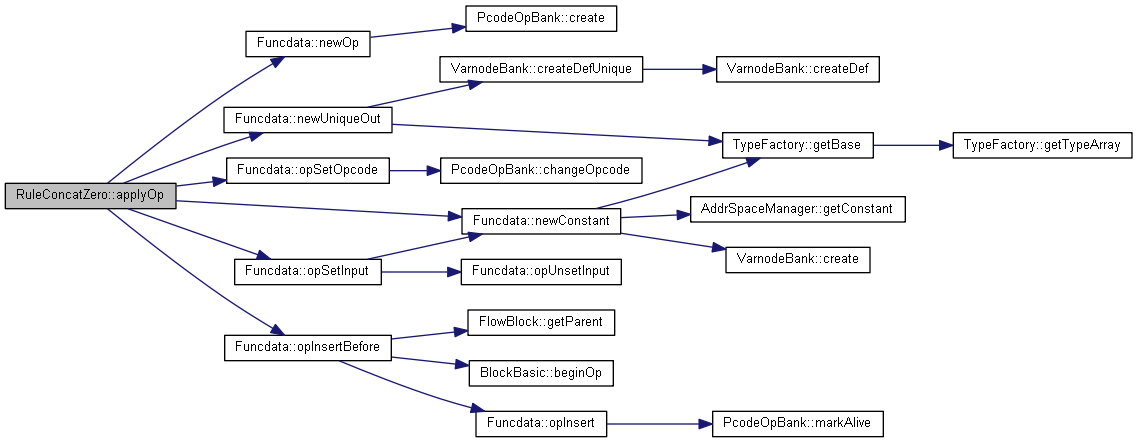 PcodeOpBank::create
Funcdata::newOp
VarnodeBank::createDefUnique
VarnodeBank::createDef
Funcdata::newUniqueOut
TypeFactory::getBase
TypeFactory::getTypeArray
Funcdata::opSetOpcode
PcodeOpBank::changeOpcode
RuleConcatZero::applyOp
AddrSpaceManager::getConstant
Funcdata::newConstant
VarnodeBank::create
Funcdata::opSetInput
Funcdata::opUnsetInput
FlowBlock::getParent
Funcdata::opInsertBefore
BlockBasic::beginOp
Funcdata::opInsert
PcodeOpBank::markAlive